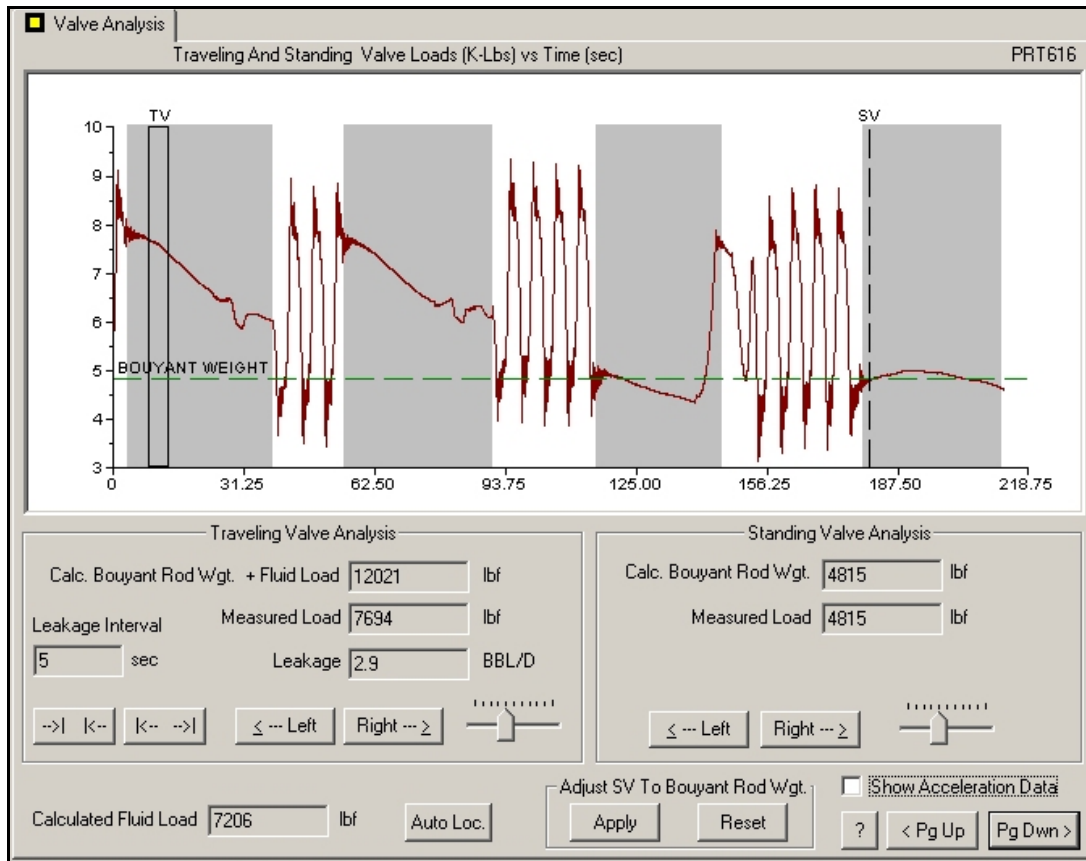 Valve Analysis
Traveling And Standing  Valve Loads (K-Lbs) vs Time (sec)
PRT616
TV
SV
10
9
8
7
6
5
4
3
BOUYANT WEIGHT
0
31.25
62.50
93.75
125.00
156.25
187.50
218.75
Traveling Valve Analysis
Calc. Bouyant Rod Wgt.  + Fluid Load 12021 lbf
Measured Load 7694 lbf
Leakage Interval
5 sec
Leakage 2.9 BBL/D
-->|  |<--
|<--  -->|
< --- Left
Right --- >
Standing Valve Analysis
Calc. Bouyant Rod Wgt. 4815 lbf
Measured Load 4815 lbf
< --- Left
Right --- >
Calculated Fluid Load 7206 lbf
Auto Loc.
Adjust SV To Bouyant Rod Wgt.
Apply
Reset
Show Acceleration Data
?
< Pg Up
Pg Dwn >